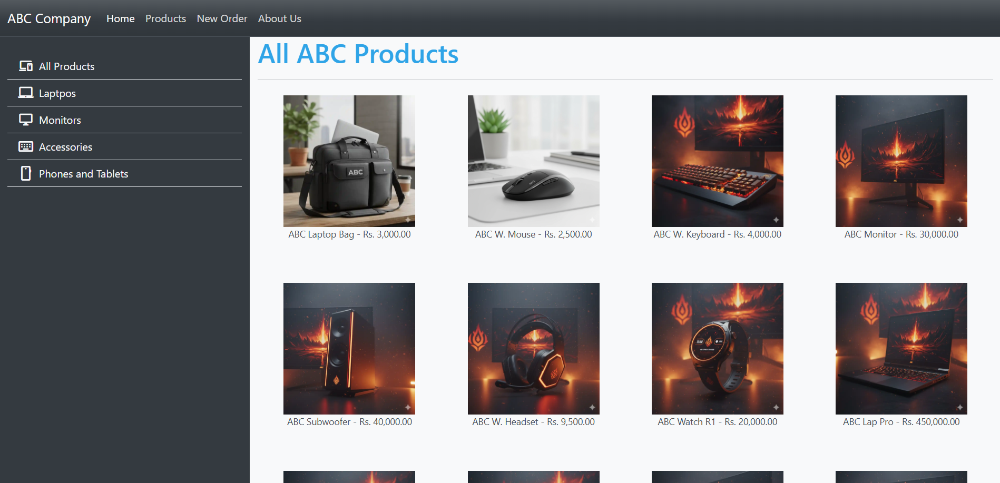 ABC Company Home Products New Order About Us
All Products
Laptpos
Monitors
Accessories
Phones and Tablets
All ABC Products
ABC
ABC
ABC Laptop Bag - Rs. 3,000.00
ABC W. Mouse - Rs. 2,500.00
ABC W. Keyboard - Rs. 4,000.00
ABC Monitor - Rs. 30,000.00
12:00
ABC Subwoofer - Rs. 40,000.00
ABC W. Headset - Rs. 9,500.00
ABC Watch R1 - Rs. 20,000.00
ABC Lap Pro - Rs. 450,000.00